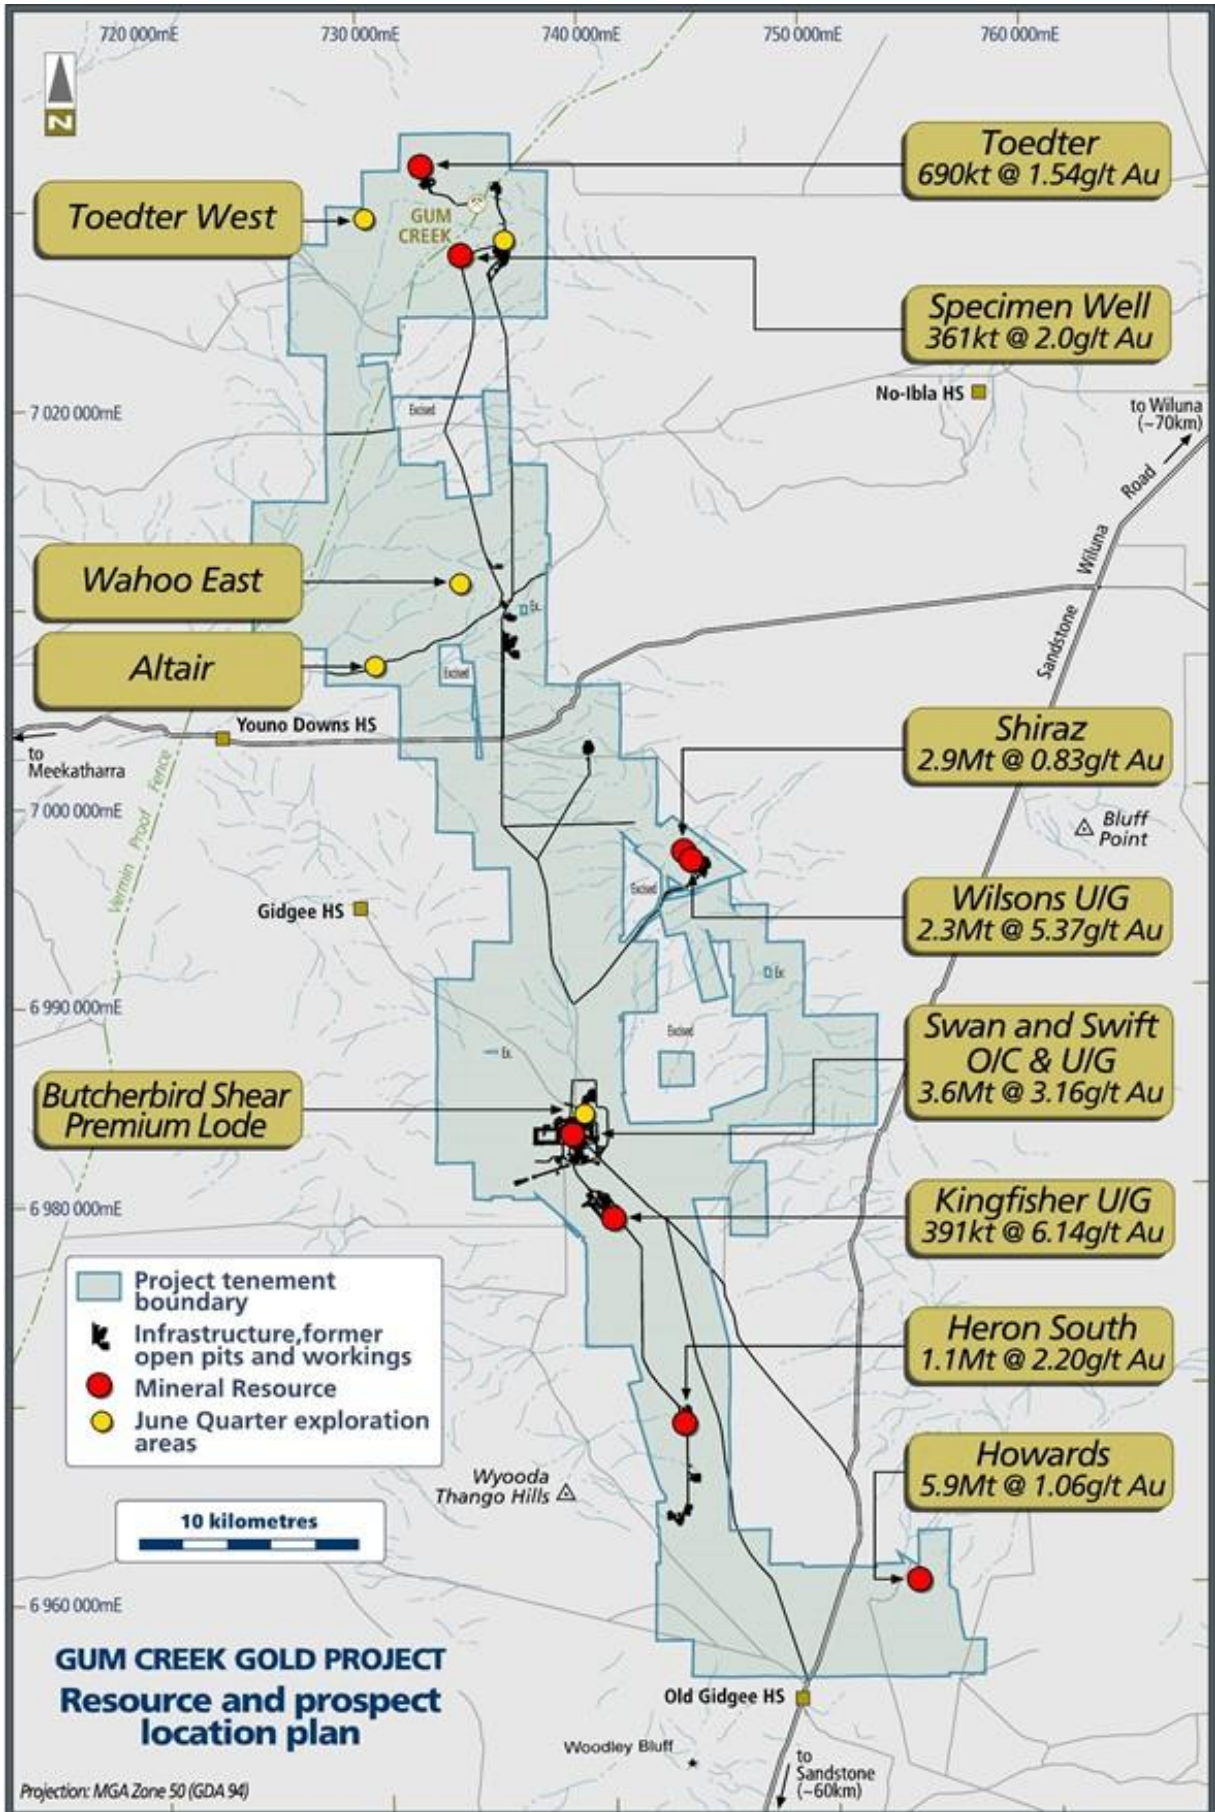 720 000mE
730 000mE
740 000mE
750 000mE
760 000mE
N
Toedter
690kt @ 1.54g/t Au
Toedter West
GUM
CREEK
Specimen Well
361kt @ 2.0g/t Au
No-Ibla HS
to Wiluna
(~70km)
7 020 000mE
Excised
Road
Wiluna
Sandstone
Wahoo East
Ex.
Altair
Excised
Youno Downs HS
to
Meekatharra
Shiraz
2.9Mt @ 0.83g/t Au
7 000 000mE
Bluff
Point
Vermin Proof Fence
Excised
Wilsons U/G
2.3Mt @ 5.37g/t Au
Gidgee HS
Ex.
6 990 000mE
Swan and Swift
O/C & U/G
3.6Mt @ 3.16g/t Au
Excised
Ex.
Butcherbird Shear
Premium Lode
Kingfisher U/G
391kt @ 6.14g/t Au
6 980 000mE
Project tenement
boundary
Infrastructure,former
open pits and workings
Mineral Resource
June Quarter exploration
areas
Heron South
1.1Mt @ 2.20g/t Au
Howards
5.9Mt @ 1.06g/t Au
Wyooda
Thango Hills
10 kilometres
6 960 000mE
GUM CREEK GOLD PROJECT
Resource and prospect
location plan
Old Gidgee HS
Woodley Bluff
to
Sandstone
(~60km)
Projection: MGA Zone 50 (GDA 94)